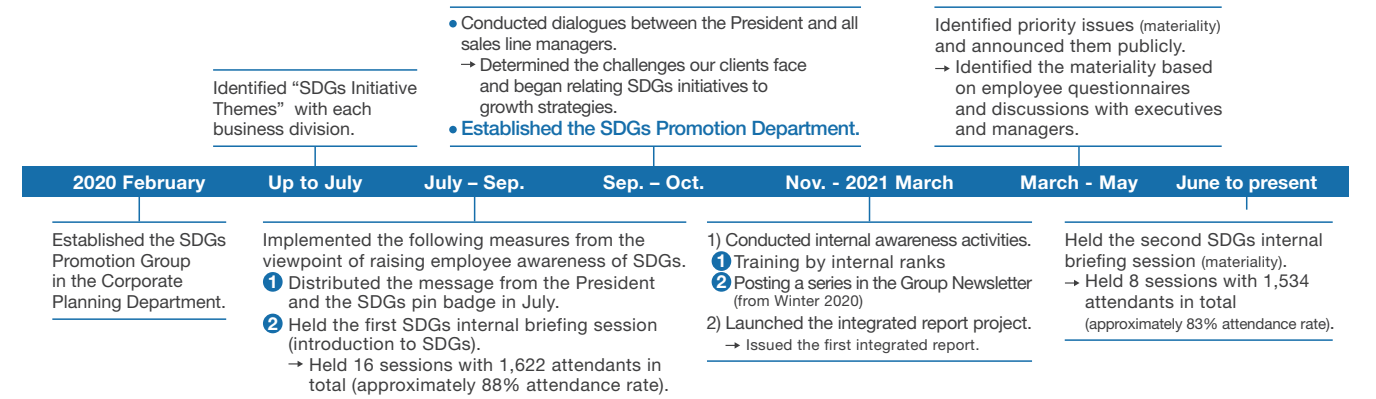 ● Conducted dialogues between the President and all
sales line managers.
→ Determined the challenges our clients face
and began relating SDGs initiatives to
growth strategies.
● Established the SDGs Promotion Department.
Identified priority issues (materiality)
and announced them publicly.
→ Identified the materiality based
on employee questionnaires
and discussions with executives
and managers.
Identified “SDGs Initiative
Themes” with each
business division.
2020 February
Up to July
July – Sep.
Sep. – Oct.
Nov. - 2021 March
March - May
June to present
Established the SDGs
Promotion Group
in the Corporate
Planning Department.
Implemented the following measures from the
viewpoint of raising employee awareness of SDGs.
❶ Distributed the message from the President
and the SDGs pin badge in July.
❷ Held the first SDGs internal briefing session
(introduction to SDGs).
→ Held 16 sessions with 1,622 attendants in
total (approximately 88% attendance rate).
1) Conducted internal awareness activities.
❶ Training by internal ranks
❷ Posting a series in the Group Newsletter
(from Winter 2020)
2) Launched the integrated report project.
→ Issued the first integrated report.
Held the second SDGs internal
briefing session (materiality).
→ Held 8 sessions with 1,534
attendants in total
(approximately 83% attendance rate).